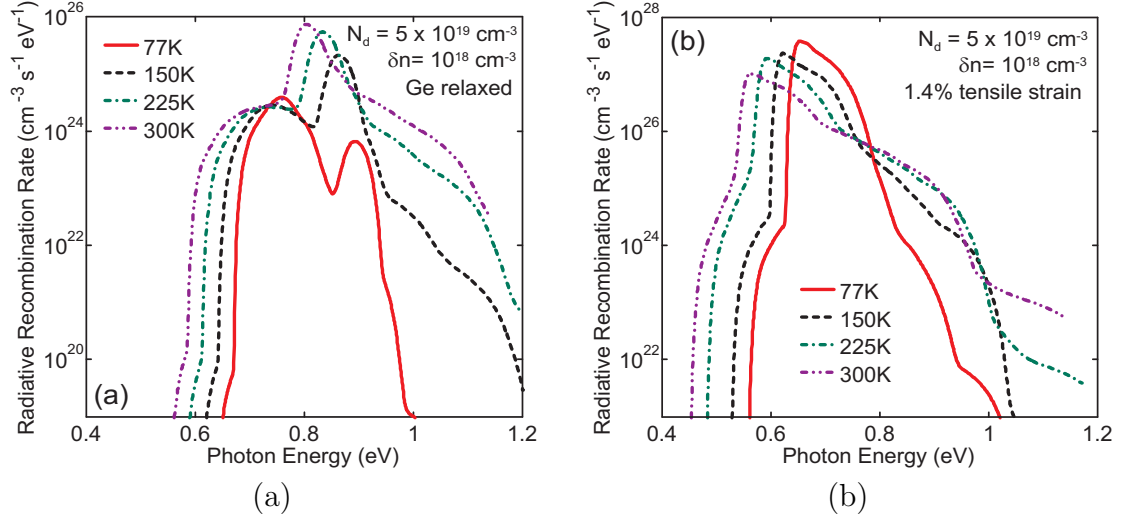 (a)
N_d = 5 x 10^19 cm^-3
δn= 10^18 cm^-3
Ge relaxed
77K
150K
225K
300K
Radiative Recombination Rate (cm^-3 s^-1 eV^-1)
10^28
10^26
10^24
10^22
10^20
(a)
0.4
0.6
0.8
1
1.2
Photon Energy (eV)
(a)
(b)
N_d = 5 x 10^19 cm^-3
δn= 10^18 cm^-3
1.4% tensile strain
77K
150K
225K
300K
Radiative Recombination Rate (cm^-3 s^-1 eV^-1)
10^28
10^26
10^24
10^22
0.4
0.6
0.8
1
1.2
Photon Energy (eV)
(b)